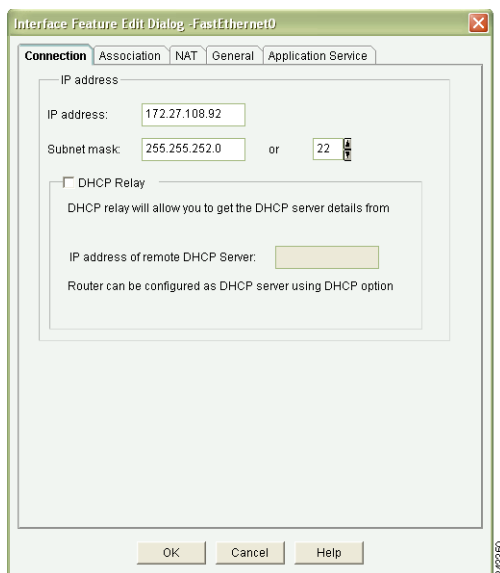 Interface Feature Edit Dialog -FastEthernet0
Connection Association NAT General Application Service
IP address
IP address: 172.27.108.92
Subnet mask: 255.255.252.0 or 22
DHCP Relay
DHCP relay will allow you to get the DHCP server details from
IP address of remote DHCP Server:
Router can be configured as DHCP server using DHCP option
OK Cancel Help